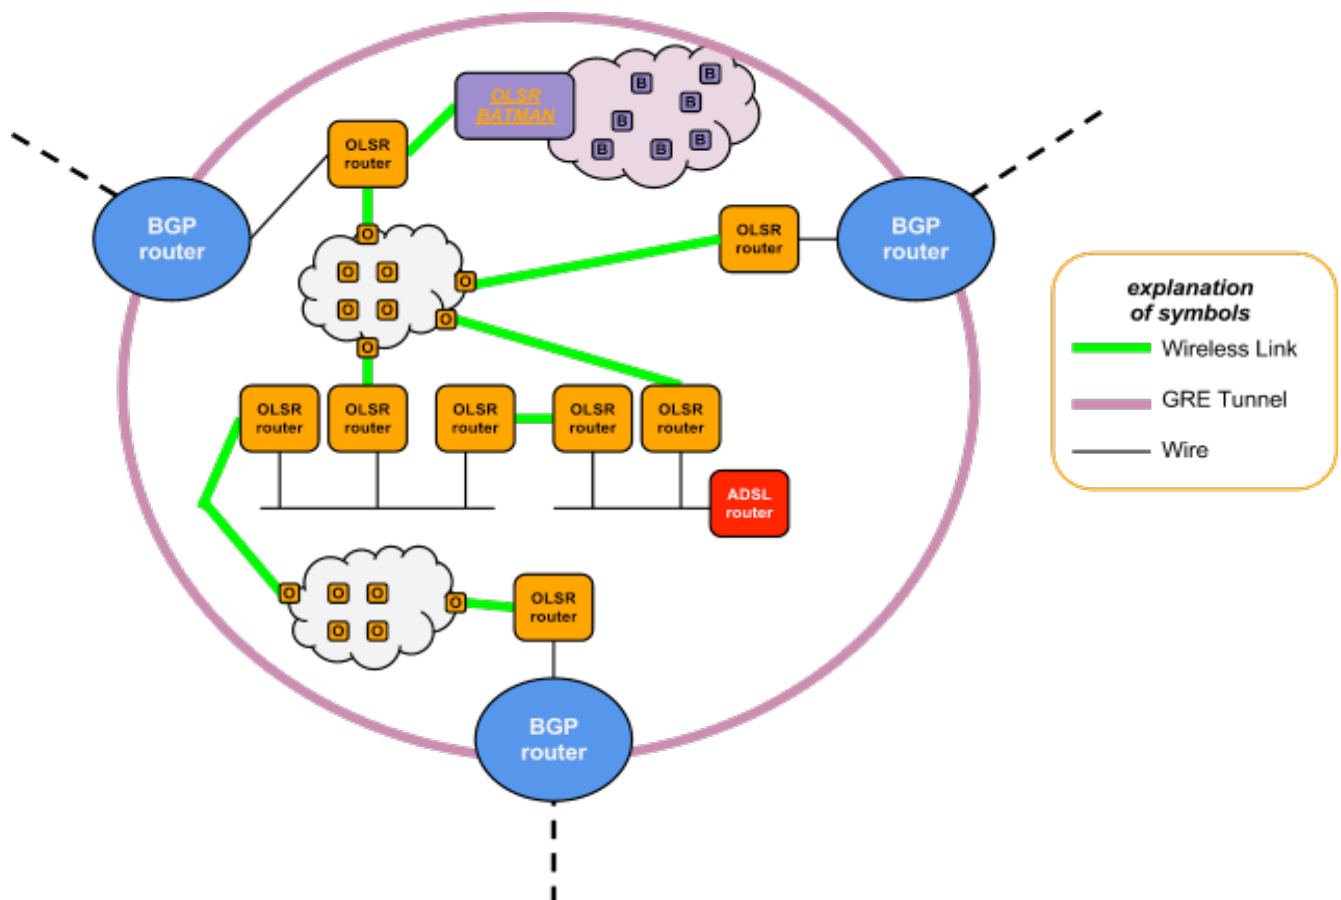 OLSR
BATMAN
B
B
B
B
B
B
B
OLSR
router
BGP
router
OLSR
router
BGP
router
O
O
O
O
O
O
O
O
explanation
of symbols
Wireless Link
GRE Tunnel
Wire
OLSR
router
OLSR
router
OLSR
router
OLSR
router
OLSR
router
ADSL
router
O
O
O
O
O
O
OLSR
router
BGP
router